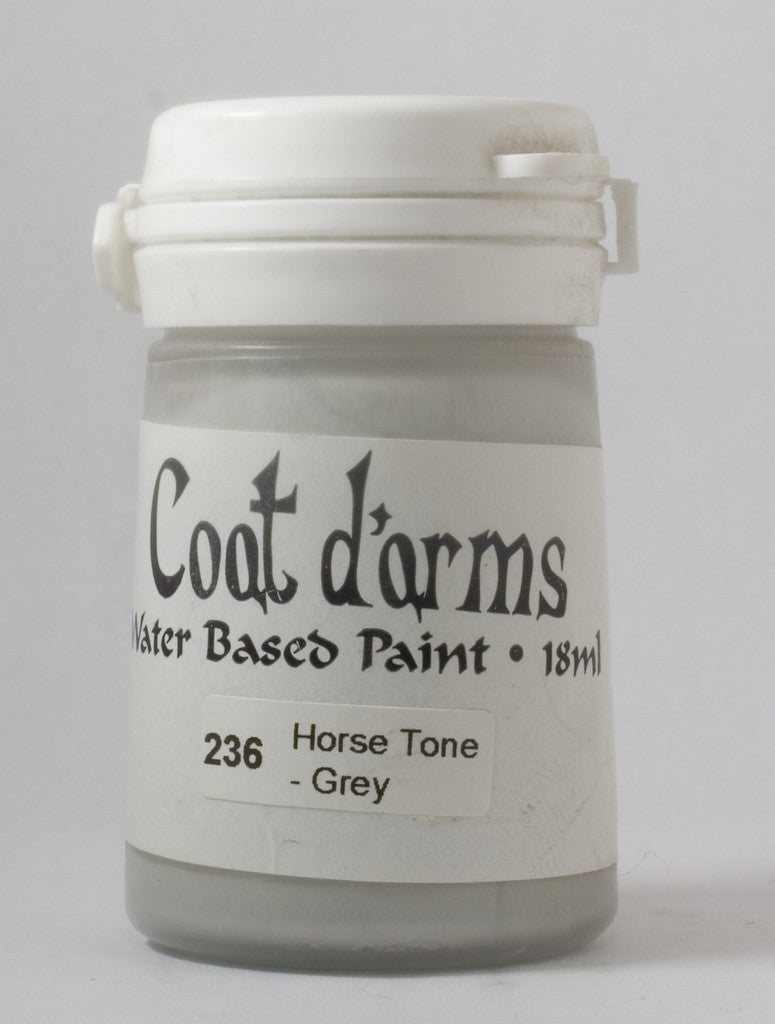 Coat d'arms
Water Based Paint • 18ml
236 Horse Tone
- Grey